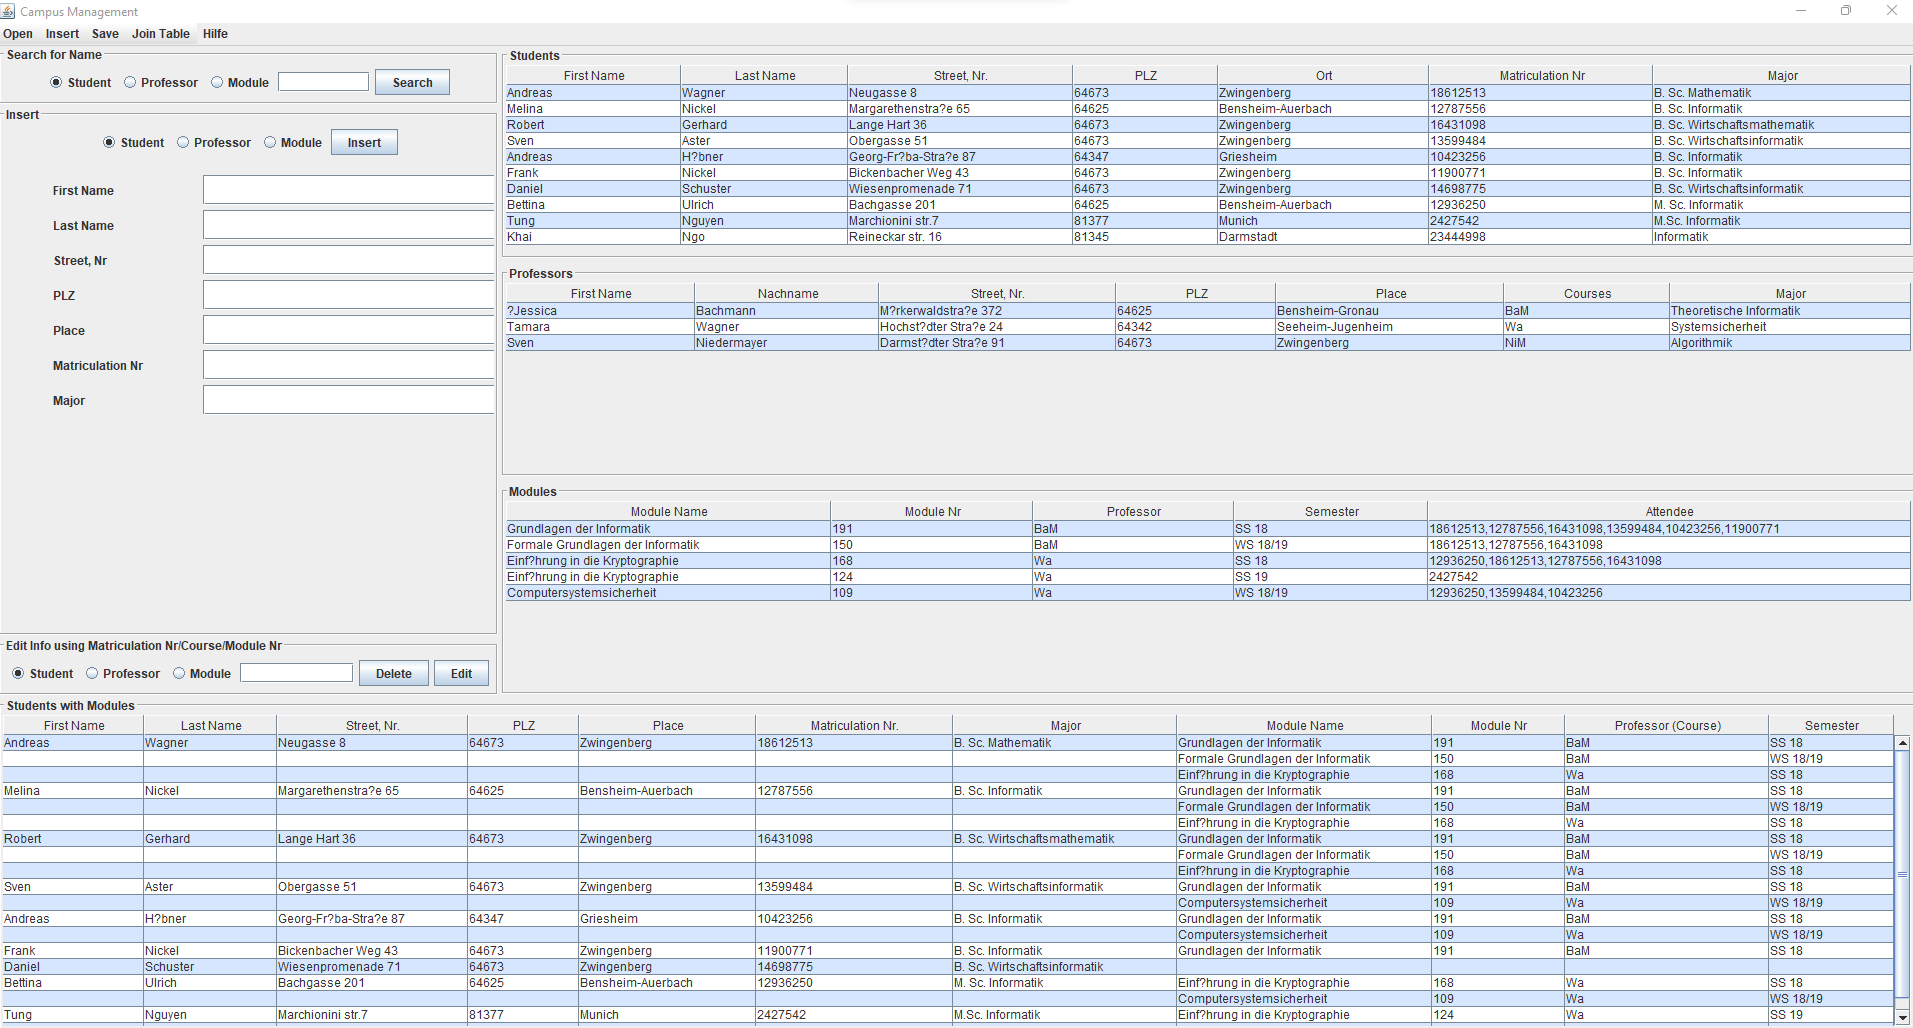 Campus Management
Open Insert Save Join Table Hilfe
Search for Name
Student Professor Module Search
Insert
Student Professor Module Insert
First Name
Last Name
Street, Nr
PLZ
Place
Matriculation Nr
Major
Edit Info using Matriculation Nr/Course/Module Nr
Student Professor Module Delete Edit
Students
First Name Last Name Street, Nr. PLZ Ort Matriculation Nr Major
Andreas Wagner Neugasse 8 64673 Zwingenberg 18612513 B. Sc. Mathematik
Melina Nickel Margarethenstra?e 65 64625 Bensheim-Auerbach 12787556 B. Sc. Informatik
Robert Gerhard Lange Hart 36 64673 Zwingenberg 16431098 B. Sc. Wirtschaftsmathematik
Sven Aster Obergasse 51 64673 Zwingenberg 13599484 B. Sc. Wirtschaftsinformatik
Andreas H?bner Georg-Fr?ba-Stra?e 87 64347 Griesheim 10423256 B. Sc. Informatik
Frank Nickel Bickenbacher Weg 43 64673 Zwingenberg 11900771 B. Sc. Informatik
Daniel Schuster Wiesenpromenade 71 64673 Zwingenberg 14698775 B. Sc. Wirtschaftsinformatik
Bettina Ulrich Bachgasse 201 64625 Bensheim-Auerbach 12936250 M. Sc. Informatik
Tung Nguyen Marchionini str.7 81377 Munich 2427542 M.Sc. Informatik
Khai Ngo Reineckar str. 16 81345 Darmstadt 23444998 Informatik
Professors
First Name Nachname Street, Nr. PLZ Place Courses Major
?Jessica Bachmann M?rkerwaldstra?e 372 64625 Bensheim-Gronau BaM Theoretische Informatik
Tamara Wagner Hochst?dter Stra?e 24 64342 Seeheim-Jugenheim Wa Systemsicherheit
Sven Niedermayer Darmst?dter Stra?e 91 64673 Zwingenberg NiM Algorithmik
Modules
Module Name Module Nr Professor Semester Attendee
Grundlagen der Informatik 191 BaM SS 18 18612513,12787556,16431098,13599484,10423256,11900771
Formale Grundlagen der Informatik 150 BaM WS 18/19 18612513,12787556,16431098
Einf?hrung in die Kryptographie 168 Wa SS 18 12936250,18612513,12787556,16431098
Einf?hrung in die Kryptographie 124 Wa SS 19 2427542
Computersystemsicherheit 109 Wa WS 18/19 12936250,13599484,10423256
Students with Modules
First Name Last Name Street, Nr. PLZ Place Matriculation Nr. Major Module Name Module Nr Professor (Course) Semester
Andreas Wagner Neugasse 8 64673 Zwingenberg 18612513 B. Sc. Mathematik Grundlagen der Informatik 191 BaM SS 18
Formale Grundlagen der Informatik 150 BaM WS 18/19
Einf?hrung in die Kryptographie 168 Wa SS 18
Melina Nickel Margarethenstra?e 65 64625 Bensheim-Auerbach 12787556 B. Sc. Informatik Grundlagen der Informatik 191 BaM SS 18
Formale Grundlagen der Informatik 150 BaM WS 18/19
Einf?hrung in die Kryptographie 168 Wa SS 18
Robert Gerhard Lange Hart 36 64673 Zwingenberg 16431098 B. Sc. Wirtschaftsmathematik Grundlagen der Informatik 191 BaM SS 18
Formale Grundlagen der Informatik 150 BaM WS 18/19
Einf?hrung in die Kryptographie 168 Wa SS 18
Sven Aster Obergasse 51 64673 Zwingenberg 13599484 B. Sc. Wirtschaftsinformatik Grundlagen der Informatik 191 BaM SS 18
Computersystemsicherheit 109 Wa WS 18/19
Andreas H?bner Georg-Fr?ba-Stra?e 87 64347 Griesheim 10423256 B. Sc. Informatik Grundlagen der Informatik 191 BaM SS 18
Computersystemsicherheit 109 Wa WS 18/19
Frank Nickel Bickenbacher Weg 43 64673 Zwingenberg 11900771 B. Sc. Informatik Grundlagen der Informatik 191 BaM SS 18
Daniel Schuster Wiesenpromenade 71 64673 Zwingenberg 14698775 B. Sc. Wirtschaftsinformatik
Bettina Ulrich Bachgasse 201 64625 Bensheim-Auerbach 12936250 M. Sc. Informatik Einf?hrung in die Kryptographie 168 Wa SS 18
Computersystemsicherheit 109 Wa WS 18/19
Tung Nguyen Marchionini str.7 81377 Munich 2427542 M.Sc. Informatik Einf?hrung in die Kryptographie 124 Wa SS 19